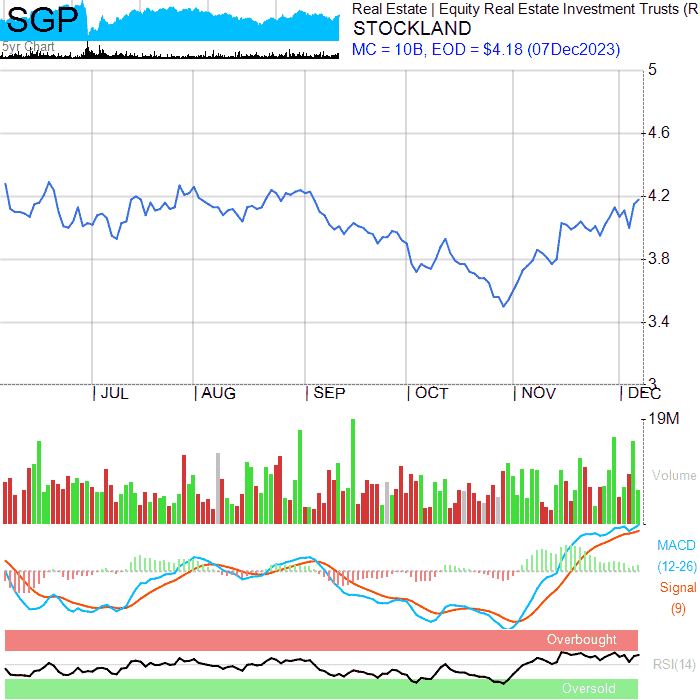 SGP
5yr Chart
Real Estate | Equity Real Estate Investment Trusts (R
STOCKLAND
MC = 10B, EOD = $4.18 (07Dec2023)
5
4.6
4.2
3.8
3.4
3
JUL AUG SEP OCT NOV DEC
19M
Volume
MACD
(12-26)
Signal
(9)
Overbought
RSI(14)
Oversold